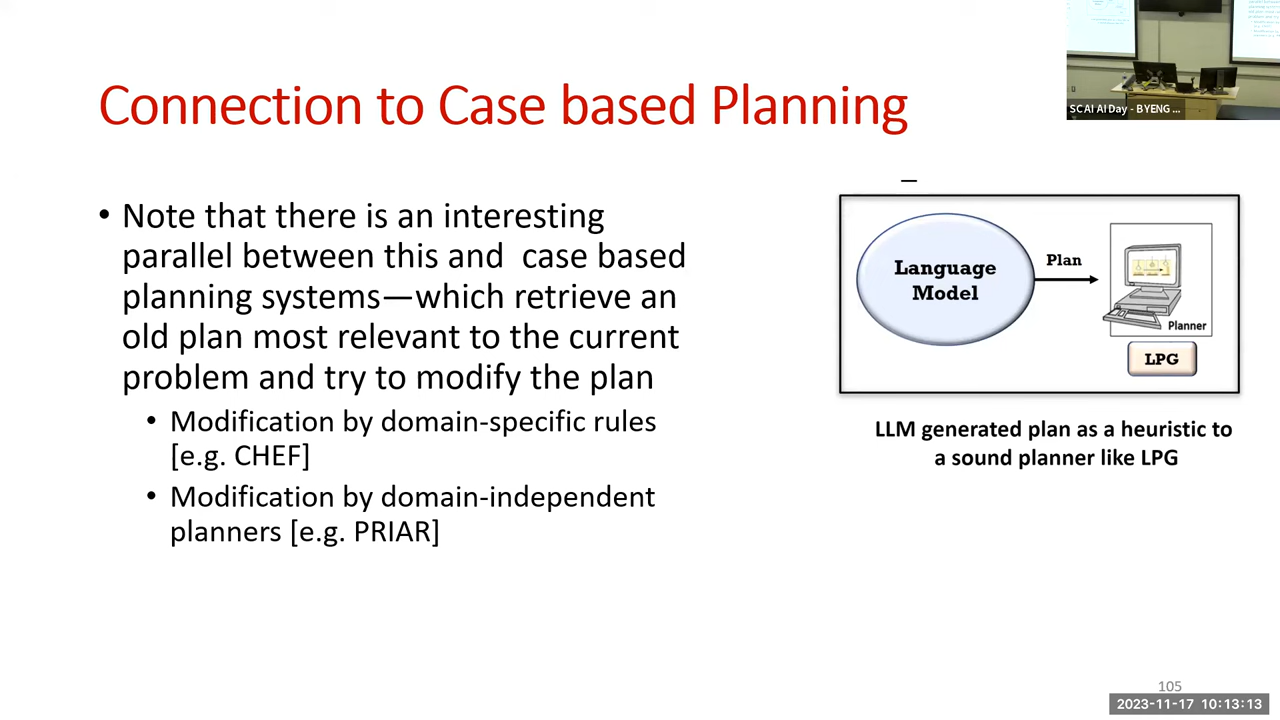 Connection to Case based Planning
SCAI AI Day - BYENG ...
• Note that there is an interesting
parallel between this and case based
planning systems—which retrieve an
old plan most relevant to the current
problem and try to modify the plan
• Modification by domain-specific rules
[e.g. CHEF]
• Modification by domain-independent
planners [e.g. PRIAR]
Language
Model
Plan
Planner
LPG
LLM generated plan as a heuristic to
a sound planner like LPG
105
2023-11-17 10:13:13